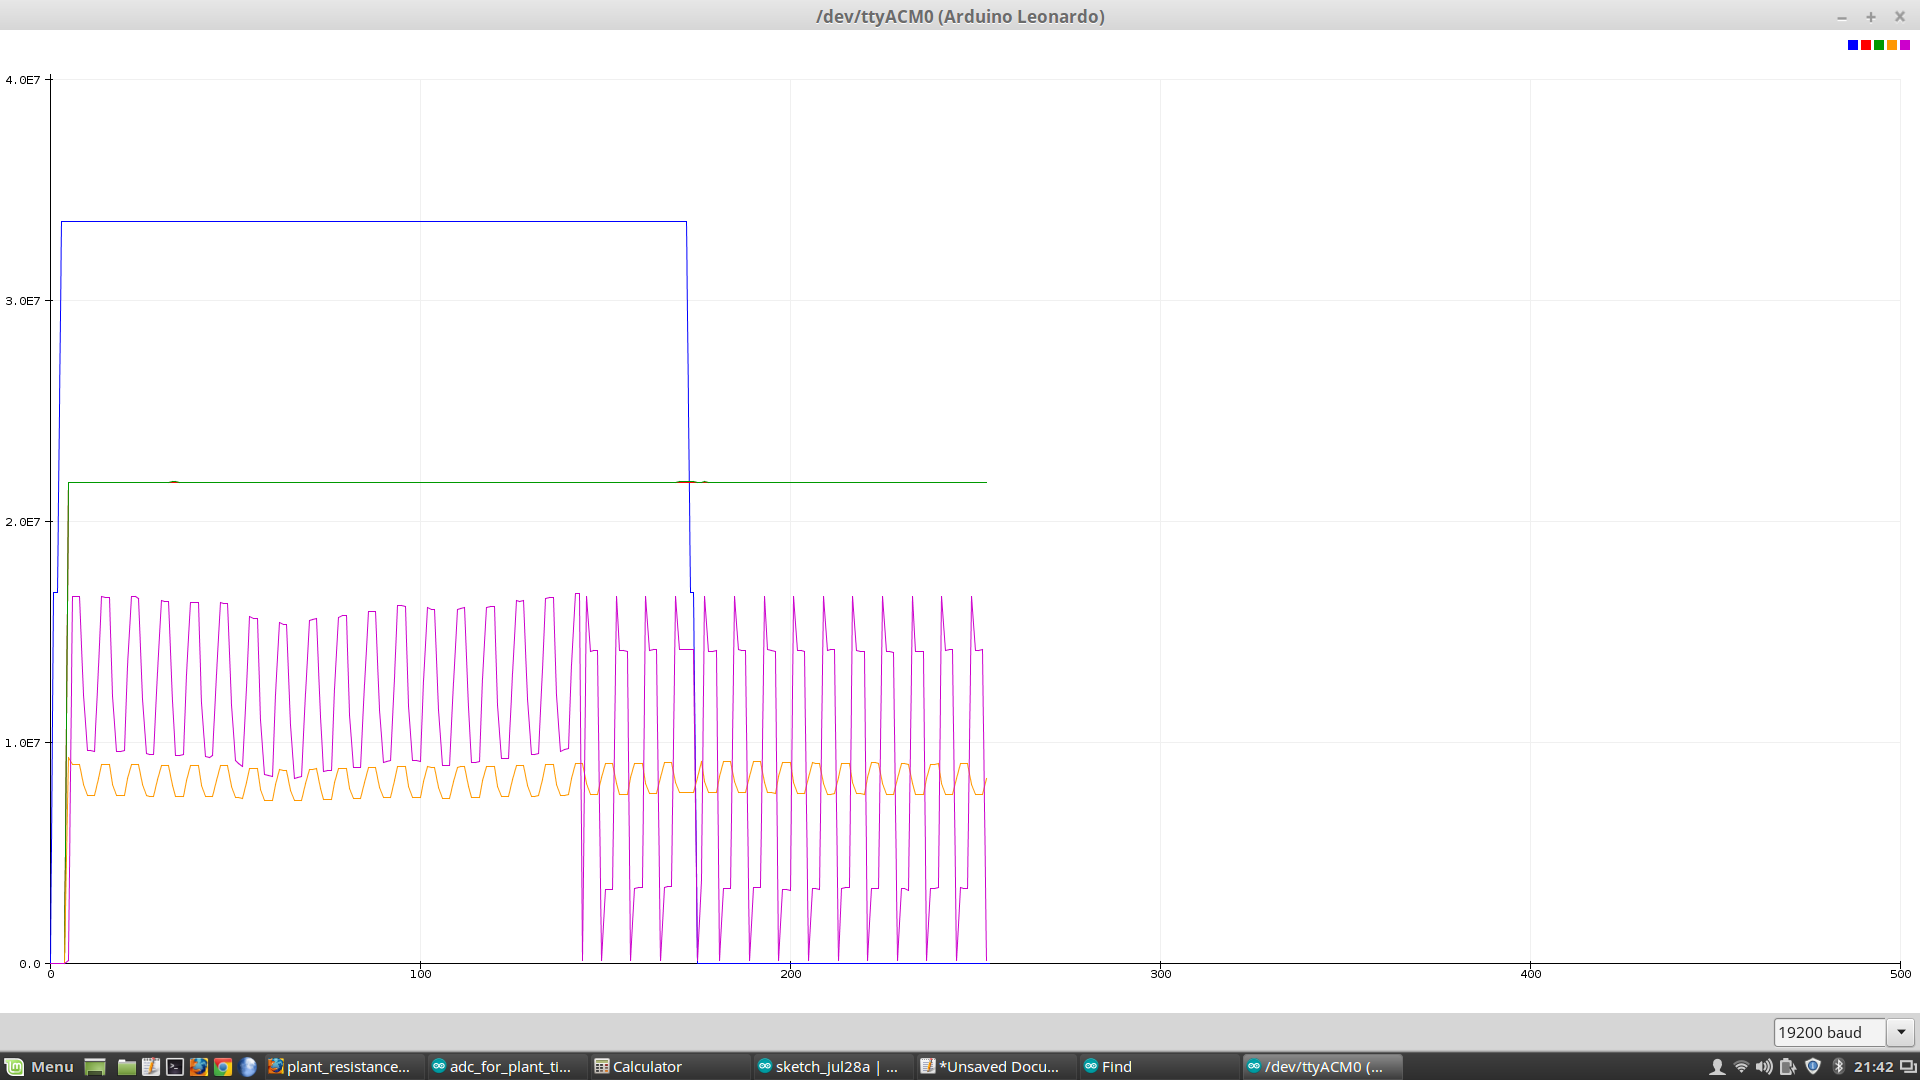 /dev/ttyACM0 (Arduino Leonardo)
4.0E7
3.0E7
2.0E7
1.0E7
0.0
0 100 200 300 400 500
19200 baud
Menu plant_resistance... adc_for_plant_ti... Calculator sketch_Jul28a | ... *Unsaved Docu... Find /dev/ttyACM0 (... 21:42